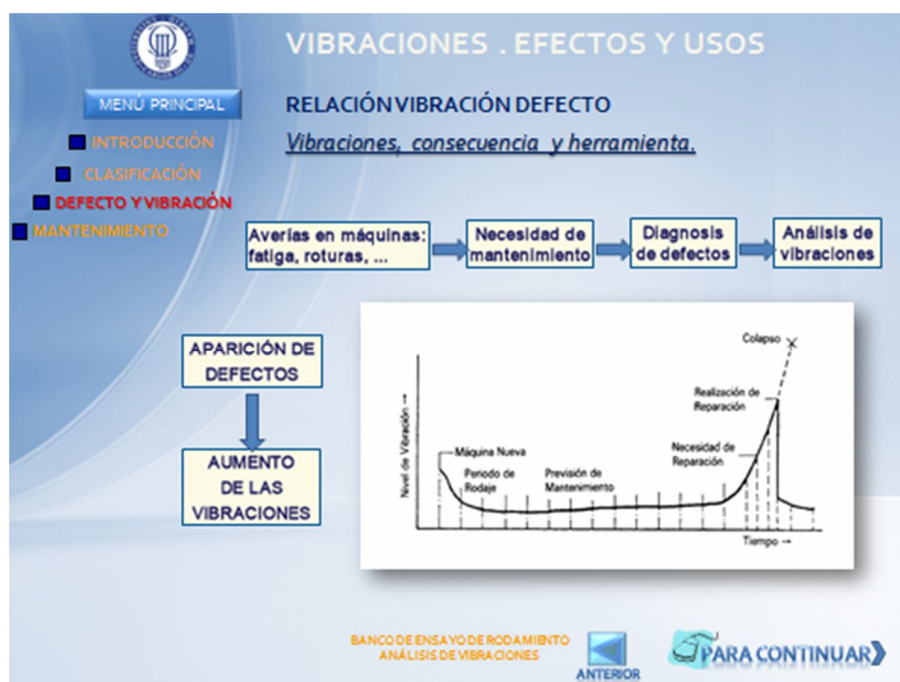 VIBRACIONES . EFECTOS Y USOS
MENÚ PRINCIPAL
INTRODUCCIÓN
CLASIFICACIÓN
DEFECTO Y VIBRACIÓN
MANTENIMIENTO
RELACIÓN VIBRACIÓN DEFECTO
Vibraciones, consecuencia y herramienta.
Averías en máquinas:
fatiga, roturas, ...
Necesidad de
mantenimiento
Diagnosis
de defectos
Análisis de
vibraciones
APARICIÓN DE
DEFECTOS
AUMENTO
DE LAS
VIBRACIONES
Colapso
Realización de
Reparación
Necesidad de
Reparación
Máquina Nueva
Periodo de
Rodaje
Previsión de
Mantenimiento
Nivel de Vibración →
Tiempo →
BANCO DE ENSAYO DE RODAMIENTO
ANÁLISIS DE VIBRACIONES
ANTERIOR
PARA CONTINUAR